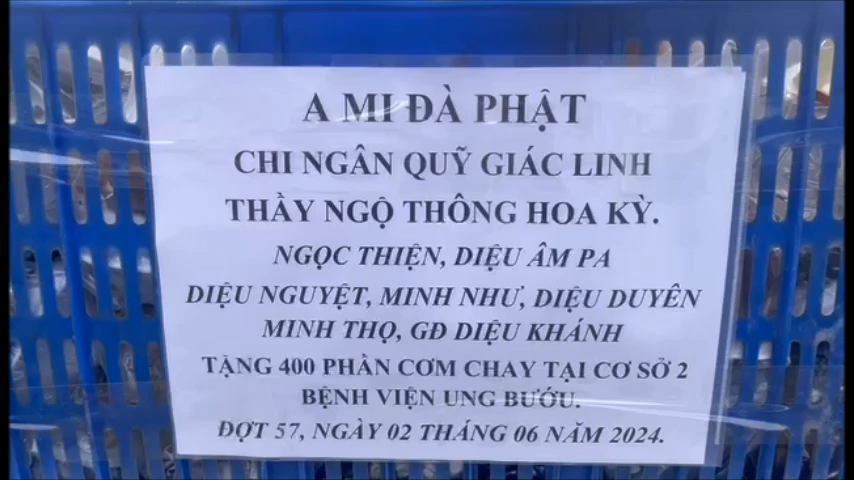 A MI ĐÀ PHẬT
CHI NGÂN QUỸ GIÁC LINH
THẦY NGỘ THÔNG HOA KỲ.
NGỌC THIỆN, DIỆU ÂM PA
DIỆU NGUYỆT, MINH NHƯ, DIỆU DUYÊN
MINH THỌ, GĐ DIỆU KHÁNH
TẶNG 400 PHẦN CƠM CHAY TẠI CƠ SỞ 2
BỆNH VIỆN UNG BƯỚU.
ĐỢT 57, NGÀY 02 THÁNG 06 NĂM 2024.